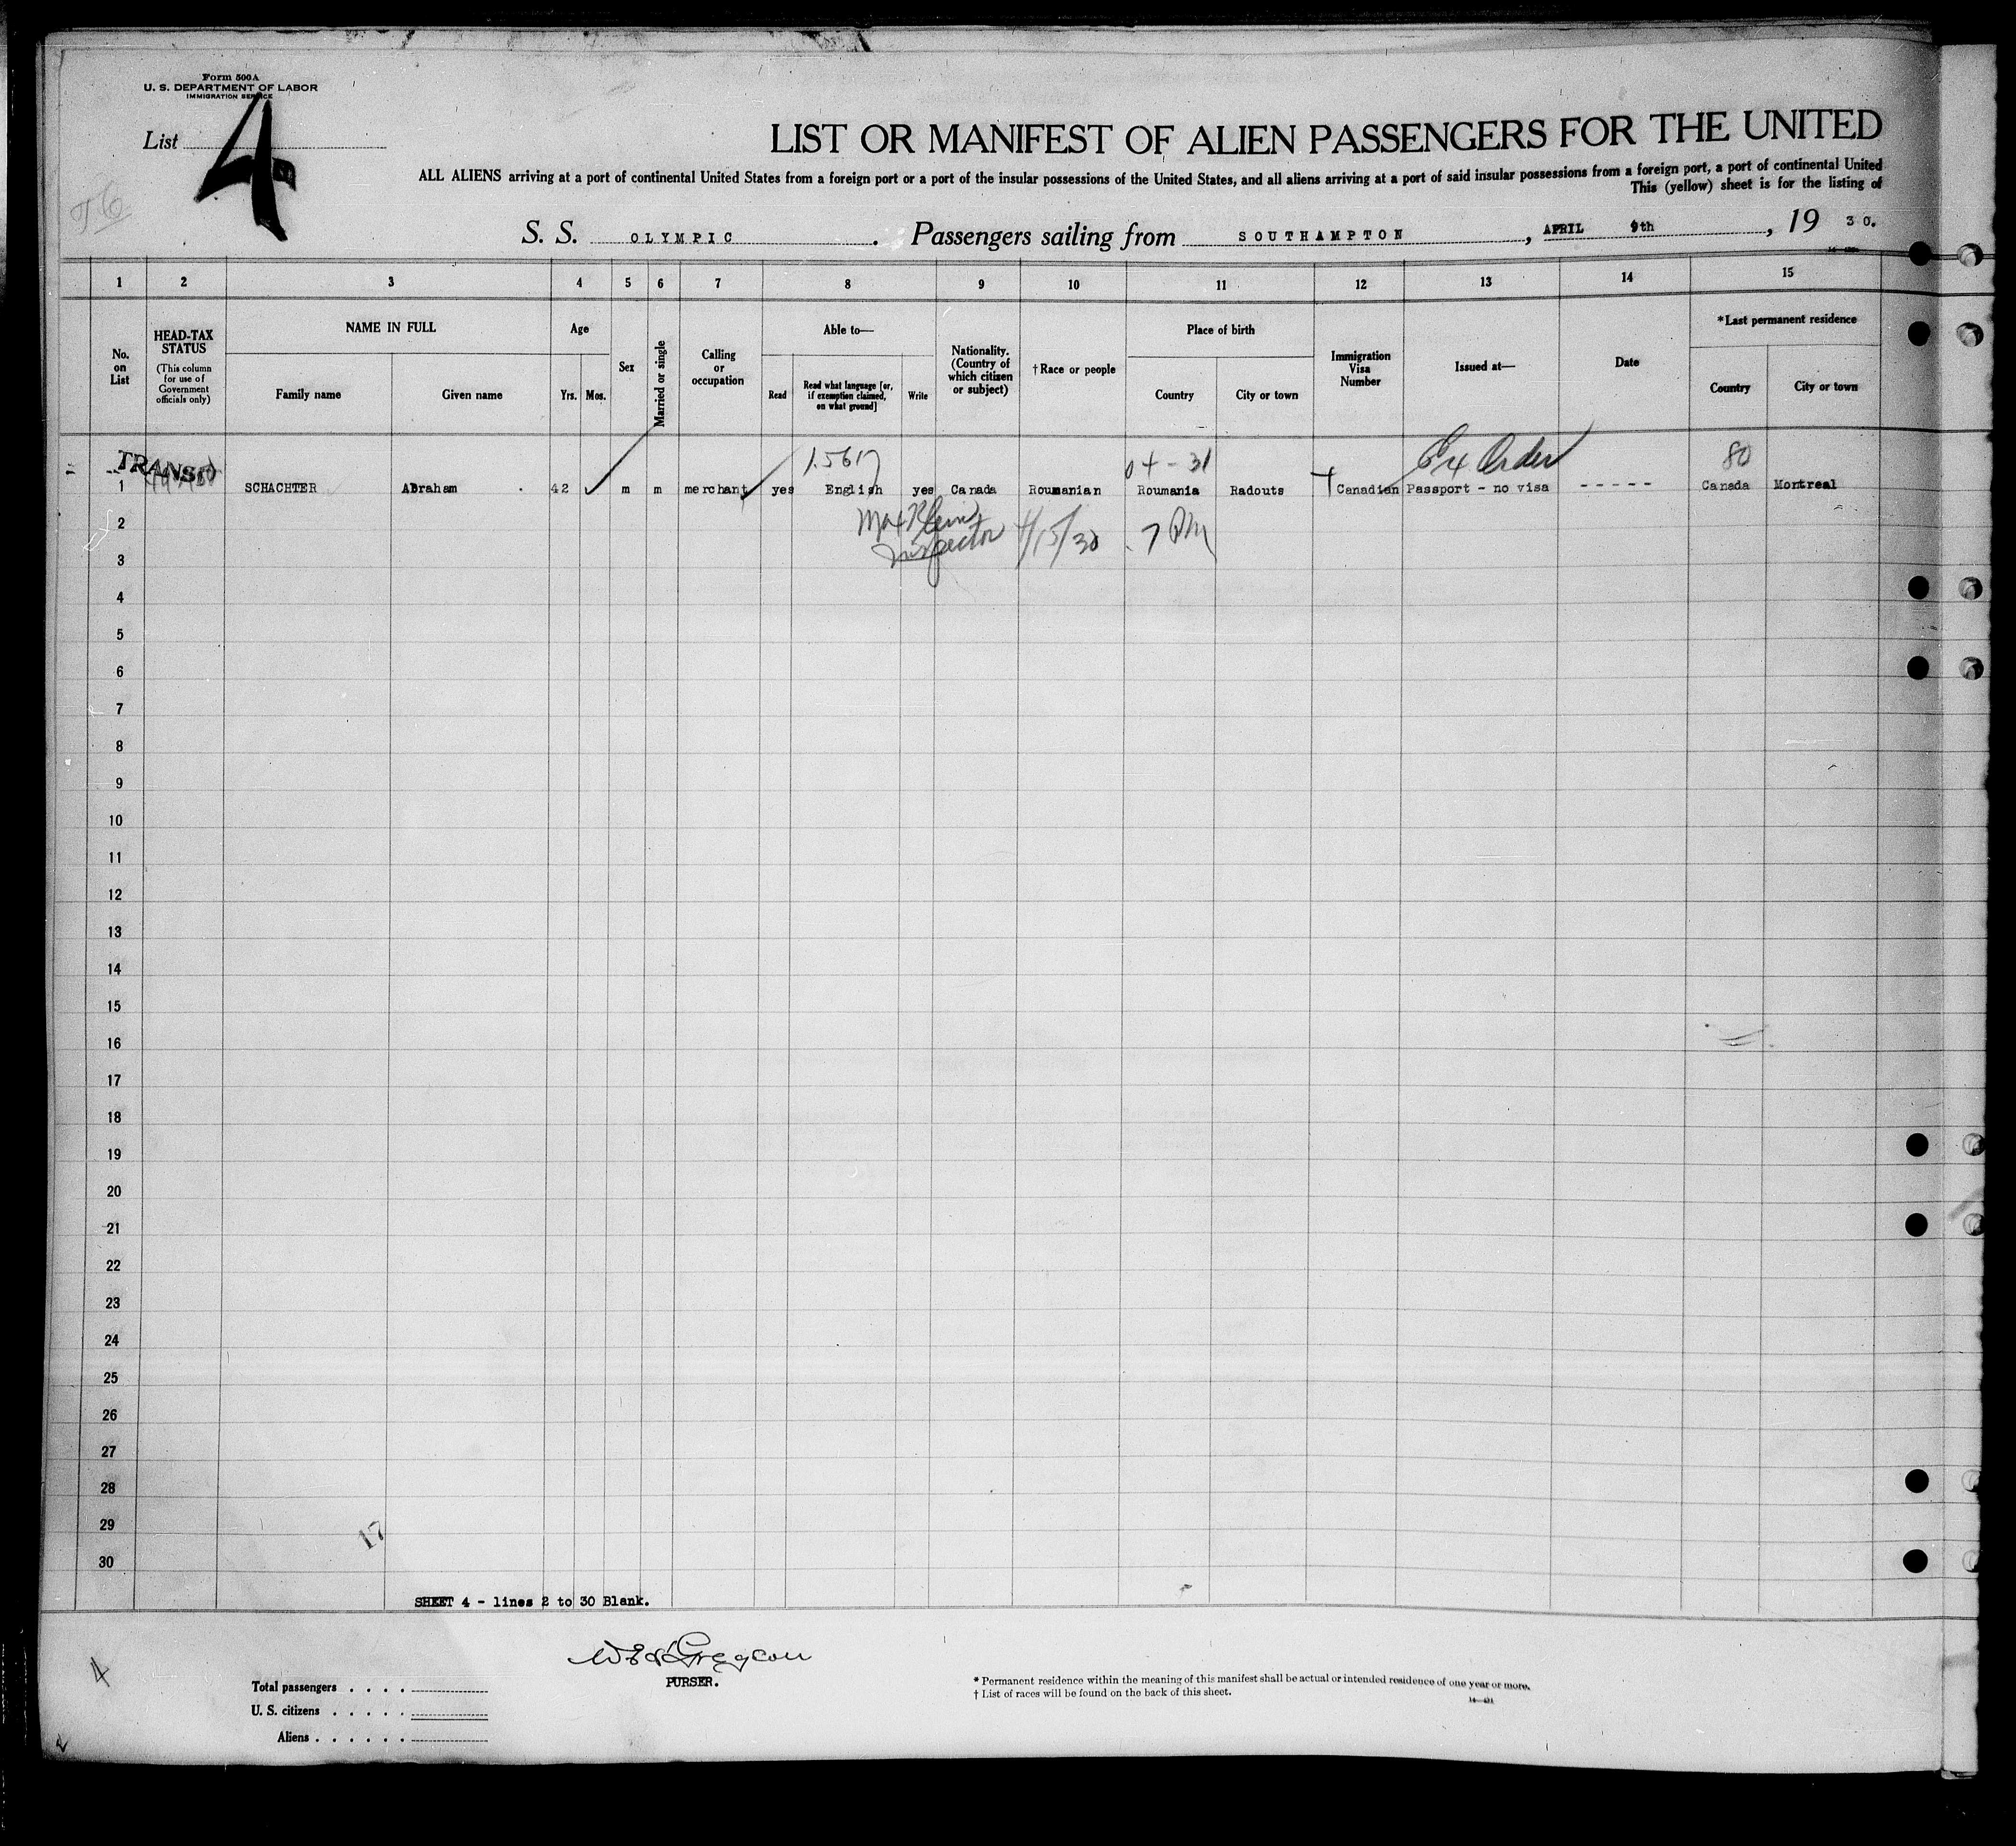 Form 500 A
U. S. DEPARTMENT OF LABOR
IMMIGRATION SERVICE
List 4
LIST OR MANIFEST OF ALIEN PASSENGERS FOR THE UNITED
ALL ALIENS arriving at a port of continental United States from a foreign port or a port of the insular possessions of the United States, and all aliens arriving at a port of said insular possessions from a foreign port, a port of continental United
This (yellow) sheet is for the listing of
S. S. OLYMPIC. Passengers sailing from SOUTHAMPTON, APRIL 9th, 19 30.
1 2 3 4 5 6 7 8 9 10 11 12 13 14 15
No. on List
HEAD-TAX STATUS
(This column for use of Government officials only)
NAME IN FULL
Family name
Given name
Age
Yrs. Mos.
Sex
Married or single
Calling or occupation
Able to—
Read
Read what language [or, if exemption claimed, on what ground]
Write
Nationality. (Country of which citizen or subject)
† Race or people
Place of birth
Country
City or town
Immigration Visa Number
Issued at—
Date
*Last permanent residence
Country
City or town
TRANSIT
1.5617
04 - 31
Ex Order
80
1 SCHACHTER Abraham 42 m m merchant yes English yes Canada Roumanian Roumania Radouts Canadian Passport - no visa ----- Canada Montreal
Max Klein
Inspector 4/15/30 7 PM
2
3
4
5
6
7
8
9
10
11
12
13
14
15
16
17
18
19
20
21
22
23
24
25
26
27
28
29
17
30
SHEET 4 - lines 2 to 30 Blank.
PURSER.
4
Total passengers . . . .
U. S. citizens . . . . .
Aliens . . . . . .
* Permanent residence within the meaning of this manifest shall be actual or intended residence of one year or more.
† List of races will be found on the back of this sheet.